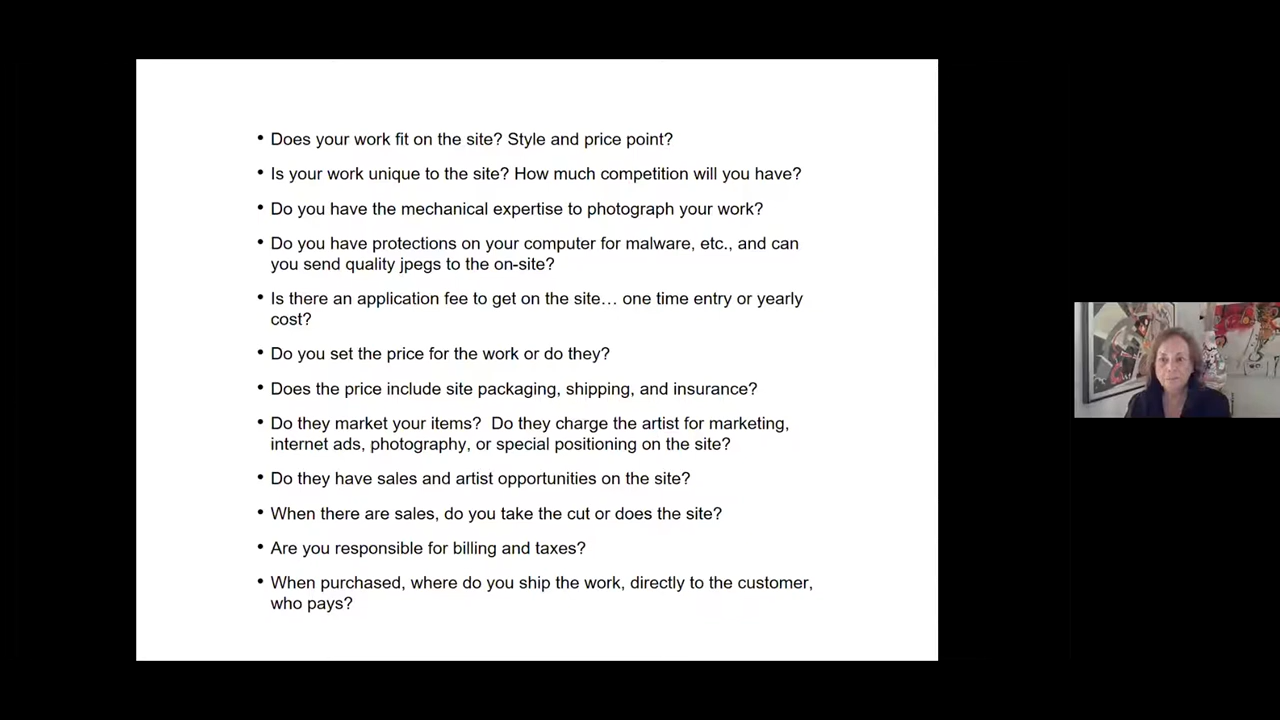 • Does your work fit on the site? Style and price point?
• Is your work unique to the site? How much competition will you have?
• Do you have the mechanical expertise to photograph your work?
• Do you have protections on your computer for malware, etc., and can
you send quality jpegs to the on-site?
• Is there an application fee to get on the site… one time entry or yearly
cost?
• Do you set the price for the work or do they?
• Does the price include site packaging, shipping, and insurance?
• Do they market your items?  Do they charge the artist for marketing,
internet ads, photography, or special positioning on the site?
• Do they have sales and artist opportunities on the site?
• When there are sales, do you take the cut or does the site?
• Are you responsible for billing and taxes?
• When purchased, where do you ship the work, directly to the customer,
who pays?